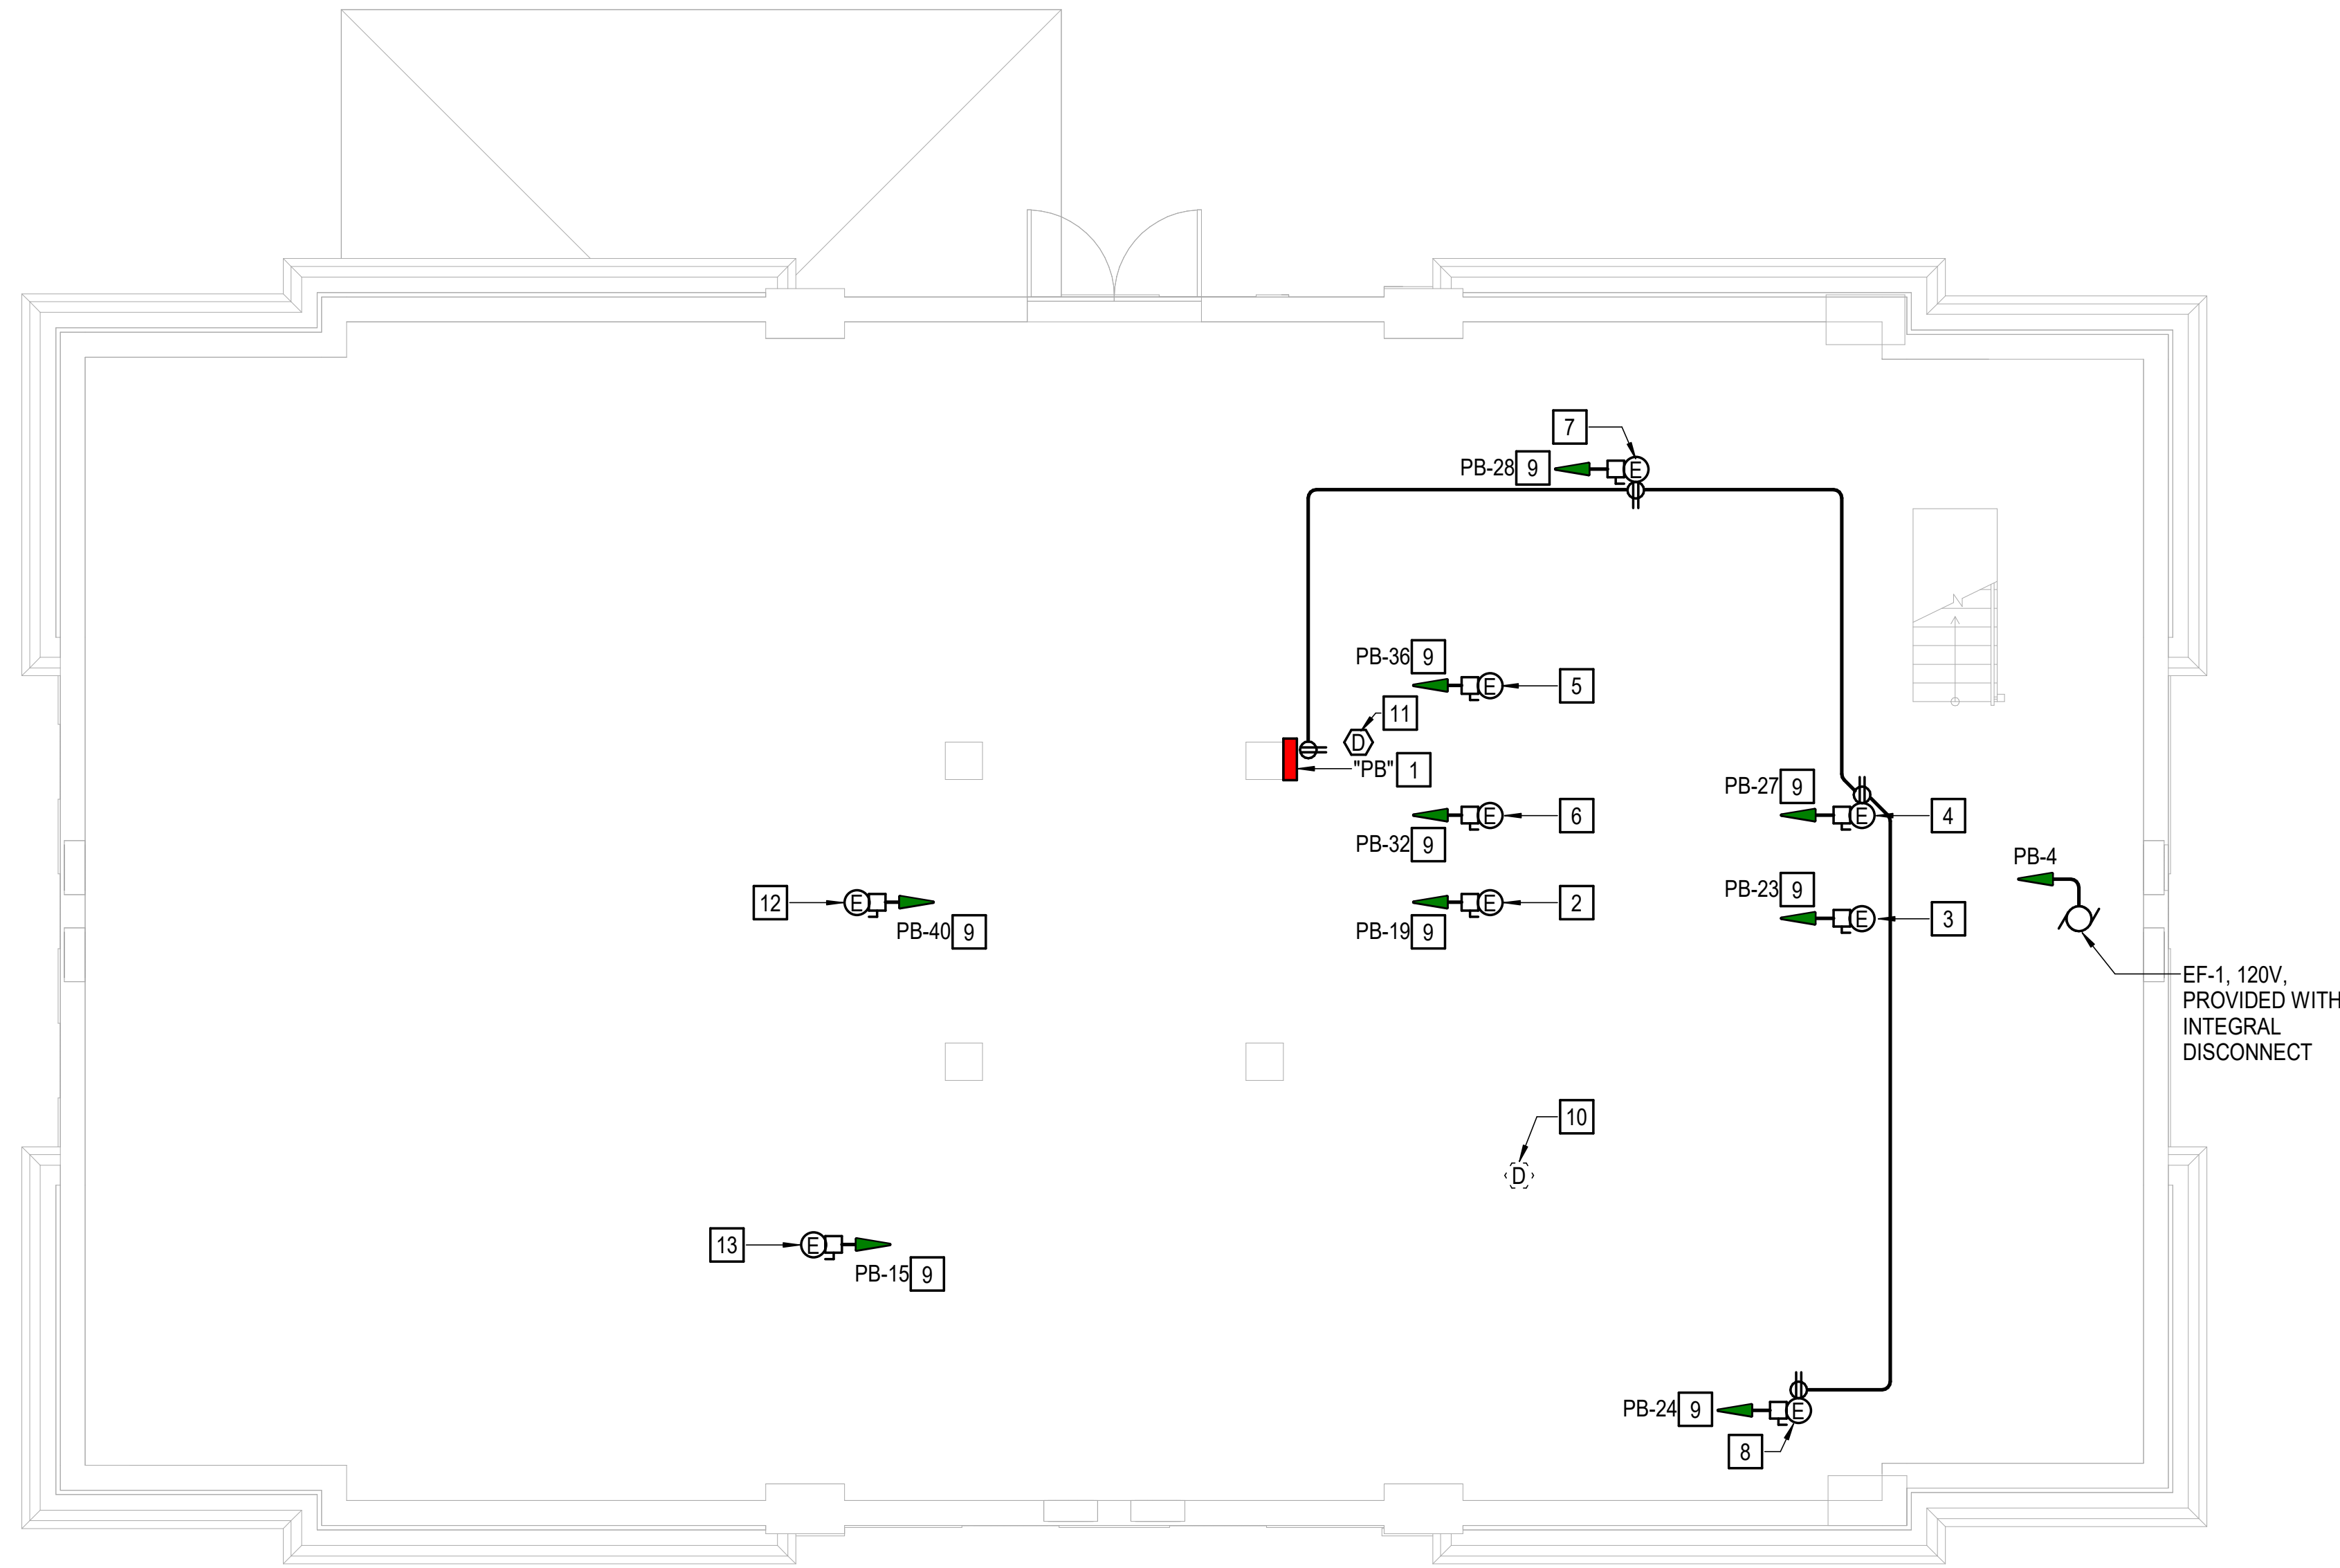 7
PB-28 9
E
PB-36 9
E 5
11
D
"PB" 1
PB-27 9
E 6
E 4
PB-32 9
PB-4
PB-23 9
12 E
E 2
E 3
PB-40 9
PB-19 9
EF-1, 120V,
PROVIDED WITH
INTEGRAL
DISCONNECT
10
D
13 E
PB-15 9
PB-24 9
E
8